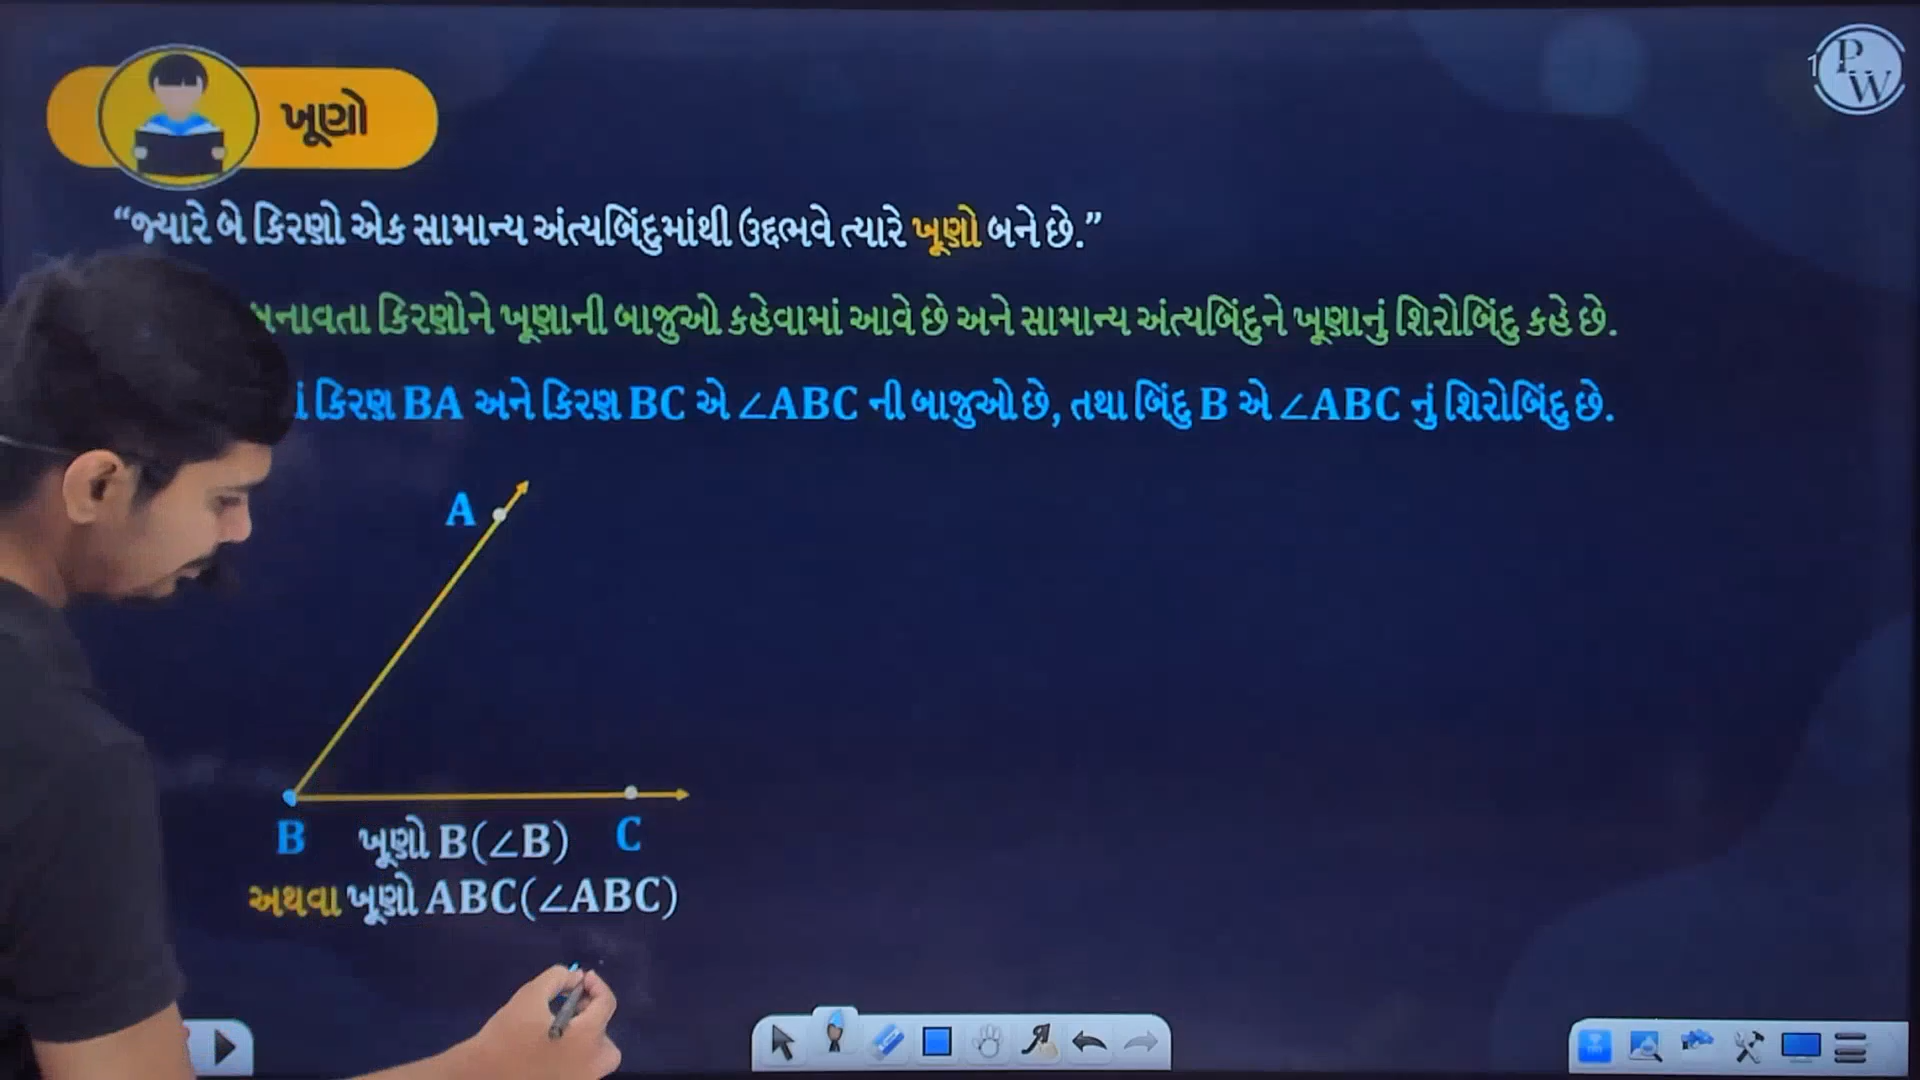 ખૂણો
PW
“જ્યારે બે કિરણો એક સામાન્ય અંત્યબિંદુમાંથી ઉદ્દભવે ત્યારે ખૂણો બને છે.”
બનાવતા કિરણોને ખૂણાની બાજુઓ કહેવામાં આવે છે અને સામાન્ય અંત્યબિંદુને ખૂણાનું શિરોબિંદુ કહે છે.
કિરણ BA અને કિરણ BC એ ∠ABC ની બાજુઓ છે, તથા બિંદુ B એ ∠ABC નું શિરોબિંદુ છે.
A
B ખૂણો B(∠B) C
અથવા ખૂણો ABC(∠ABC)